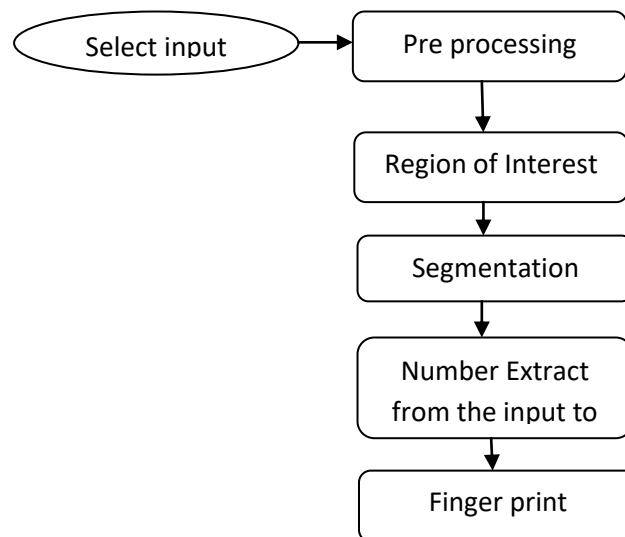 Select input
Pre processing
Region of Interest
Segmentation
Number Extract
from the input to
Finger print